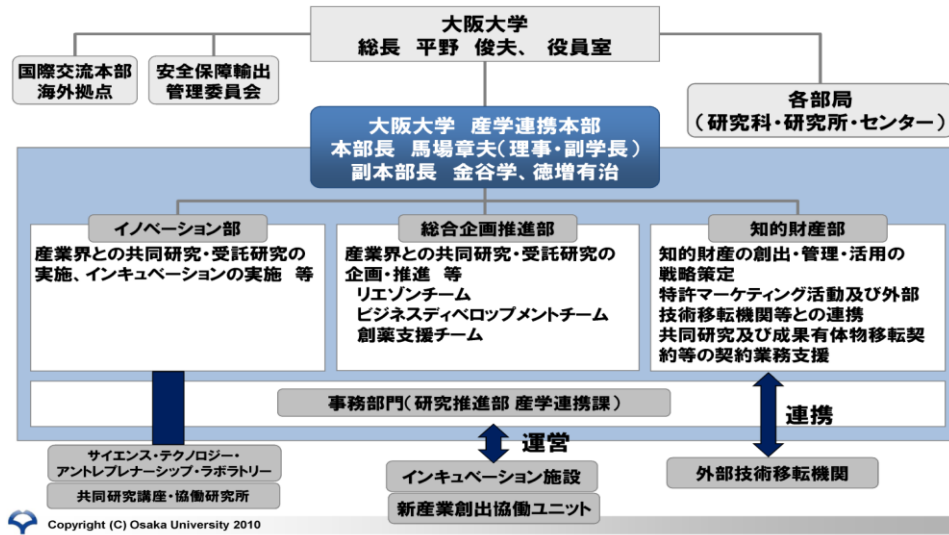 大阪大学
総長 平野 俊夫、 役員室
国際交流本部
海外拠点
安全保障輸出
管理委員会
各部局
(研究科・研究所・センター)
大阪大学 産学連携本部
本部長 馬場章夫(理事・副学長)
副本部長 金谷学、徳増有治
イノベーション部
産業界との共同研究・受託研究の
実施、インキュベーションの実施 等
総合企画推進部
産業界との共同研究・受託研究の
企画・推進 等
リエゾンチーム
ビジネスディベロップメントチーム
創薬支援チーム
知的財産部
知的財産の創出・管理・活用の
戦略策定
特許マーケティング活動及び外部
技術移転機関等との連携
共同研究及び成果有体物移転契
約等の契約業務支援
事務部門(研究推進部 産学連携課)
連携
運営
サイエンス・テクノロジー・
アントレプレナーシップ・ラボラトリー
共同研究講座・協働研究所
インキュベーション施設
新産業創出協働ユニット
外部技術移転機関
Copyright (C) Osaka University 2010